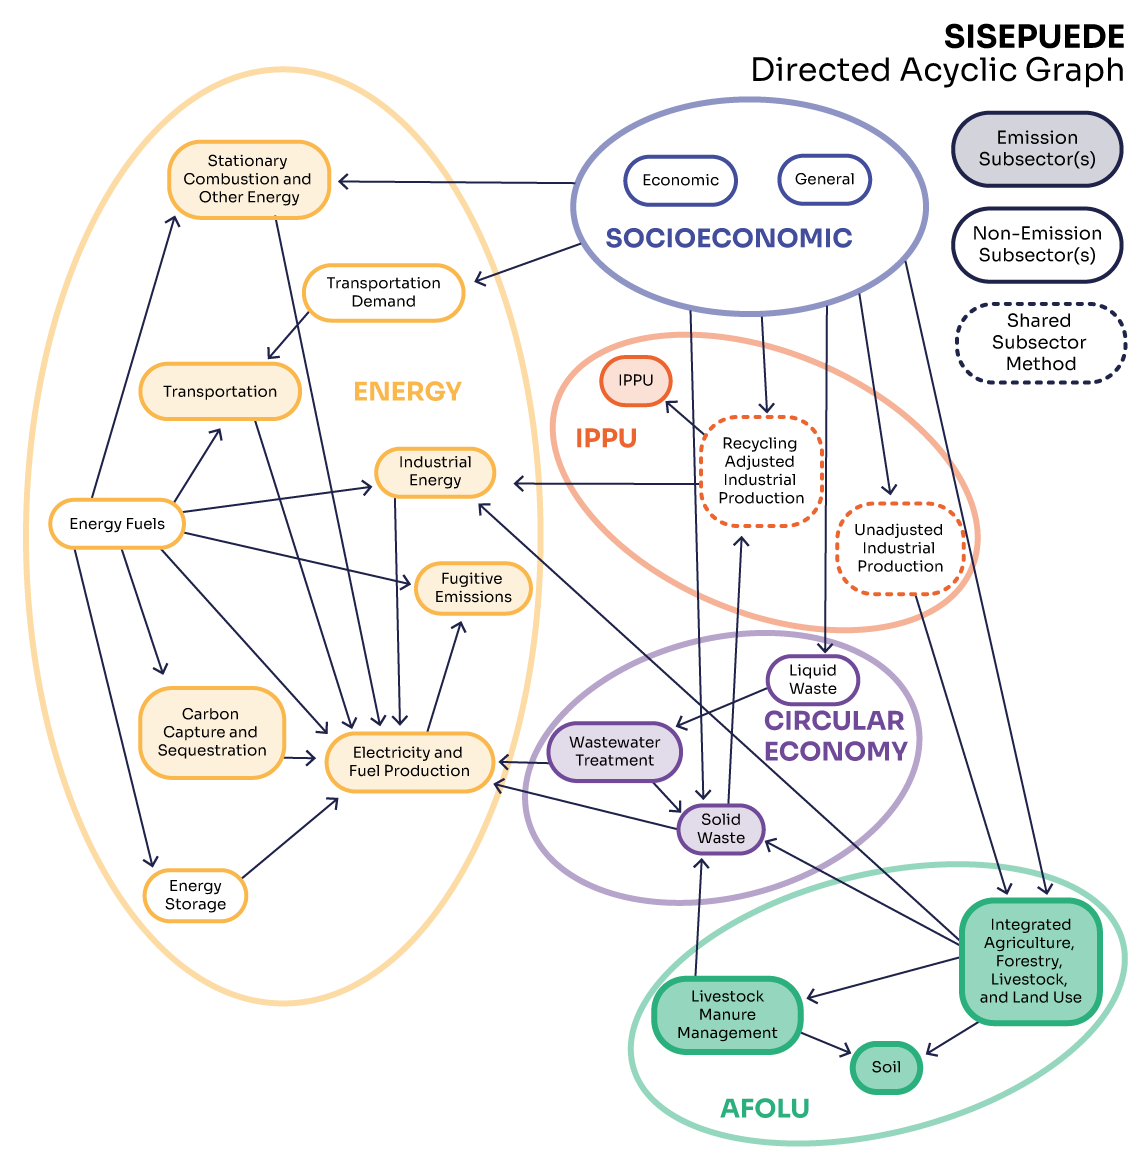 SISEPUEDE
Directed Acyclic Graph
Emission
Subsector(s)
Non-Emission
Subsector(s)
Shared
Subsector
Method
Economic
General
SOCIOECONOMIC
Stationary
Combustion and
Other Energy
Transportation
Demand
Transportation
ENERGY
Industrial
Energy
Energy Fuels
Fugitive
Emissions
Carbon
Capture and
Sequestration
Electricity and
Fuel Production
Energy
Storage
IPPU
IPPU
Recycling
Adjusted
Industrial
Production
Unadjusted
Industrial
Production
Liquid
Waste
CIRCULAR
ECONOMY
Wastewater
Treatment
Solid
Waste
Integrated
Agriculture,
Forestry,
Livestock,
and Land Use
Livestock
Manure
Management
Soil
AFOLU